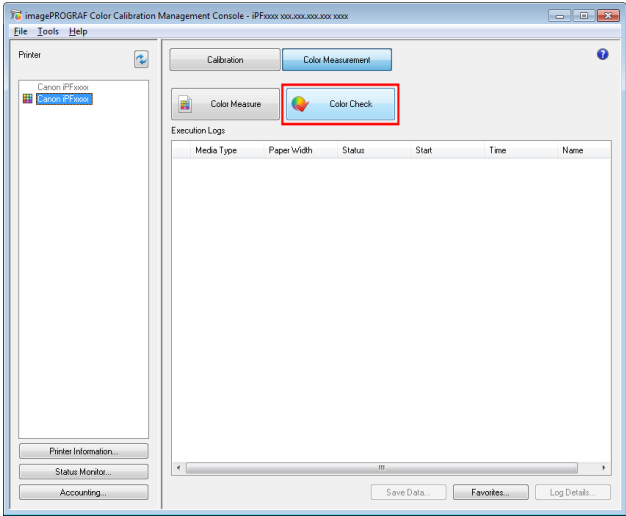 imagePROGRAF Color Calibration Management Console - iPFxxxx xxx.xxx.xxx.xxx xxxx
File Tools Help
Printer
Calibration Color Measurement
Canon iPFxxxx
Canon iPFxxxx
Color Measure Color Check
Execution Logs
Media Type Paper Width Status Start Time Name
Printer Information...
Status Monitor...
Accounting...
Save Data... Favorites... Log Details...